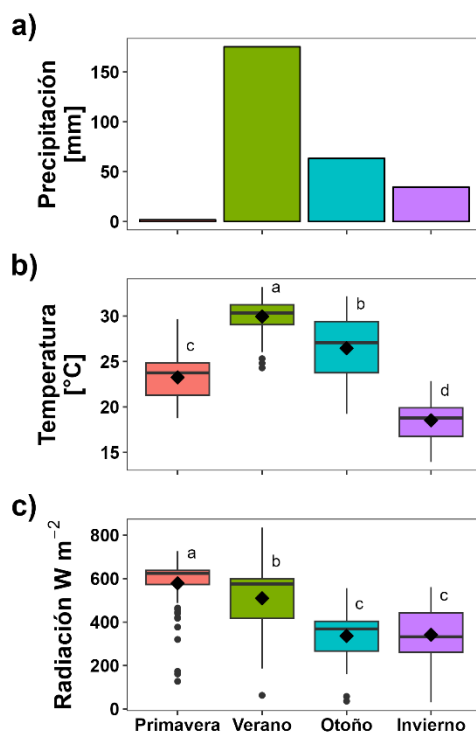 a)
Precipitación
[mm]
150
100
50
0
b)
Temperatura
[°C]
30
25
20
15
c
a
b
d
c)
Radiación W m⁻²
800
600
400
200
0
a
b
c
c
Primavera Verano Otoño Invierno